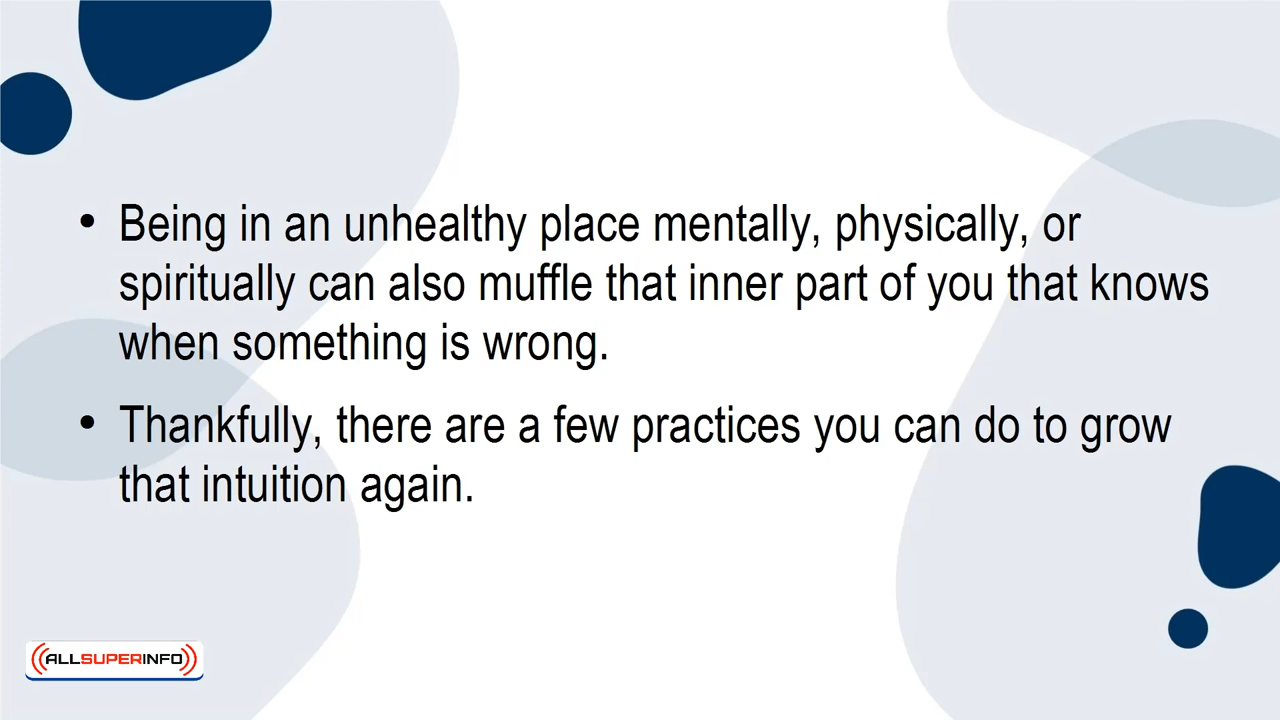 • Being in an unhealthy place mentally, physically, or
spiritually can also muffle that inner part of you that knows
when something is wrong.
• Thankfully, there are a few practices you can do to grow
that intuition again.
ALLSUPERINFO